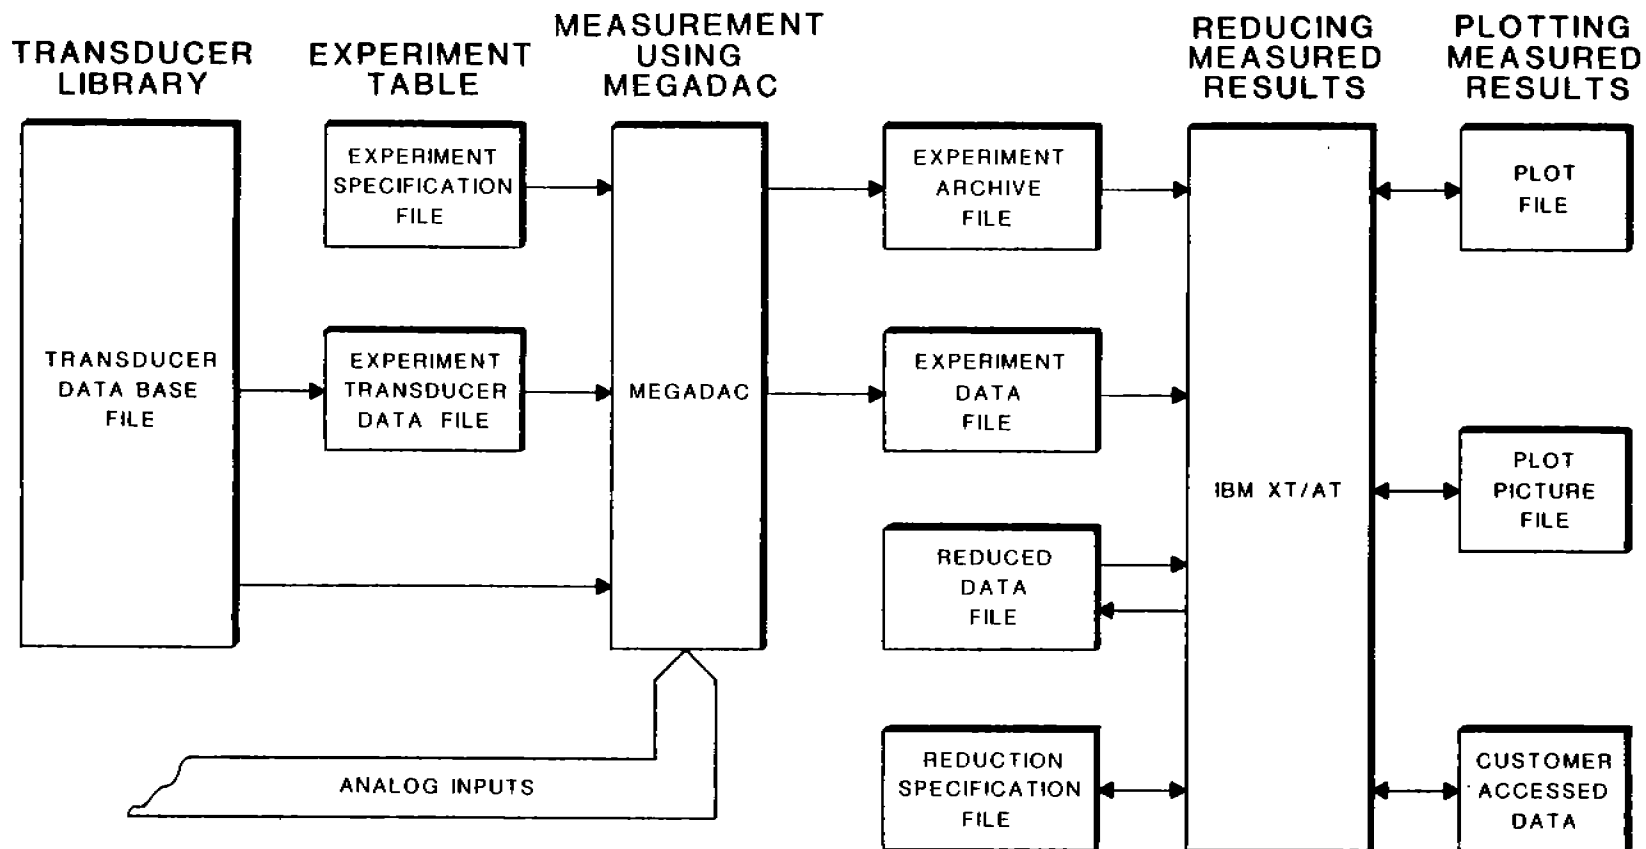 TRANSDUCER
LIBRARY
EXPERIMENT
TABLE
MEASUREMENT
USING
MEGADAC
REDUCING
MEASURED
RESULTS
PLOTTING
MEASURED
RESULTS
TRANSDUCER
DATA BASE
FILE
EXPERIMENT
SPECIFICATION
FILE
EXPERIMENT
TRANSDUCER
DATA FILE
MEGADAC
ANALOG INPUTS
EXPERIMENT
ARCHIVE
FILE
EXPERIMENT
DATA
FILE
REDUCED
DATA
FILE
REDUCTION
SPECIFICATION
FILE
IBM XT/AT
PLOT
FILE
PLOT
PICTURE
FILE
CUSTOMER
ACCESSED
DATA